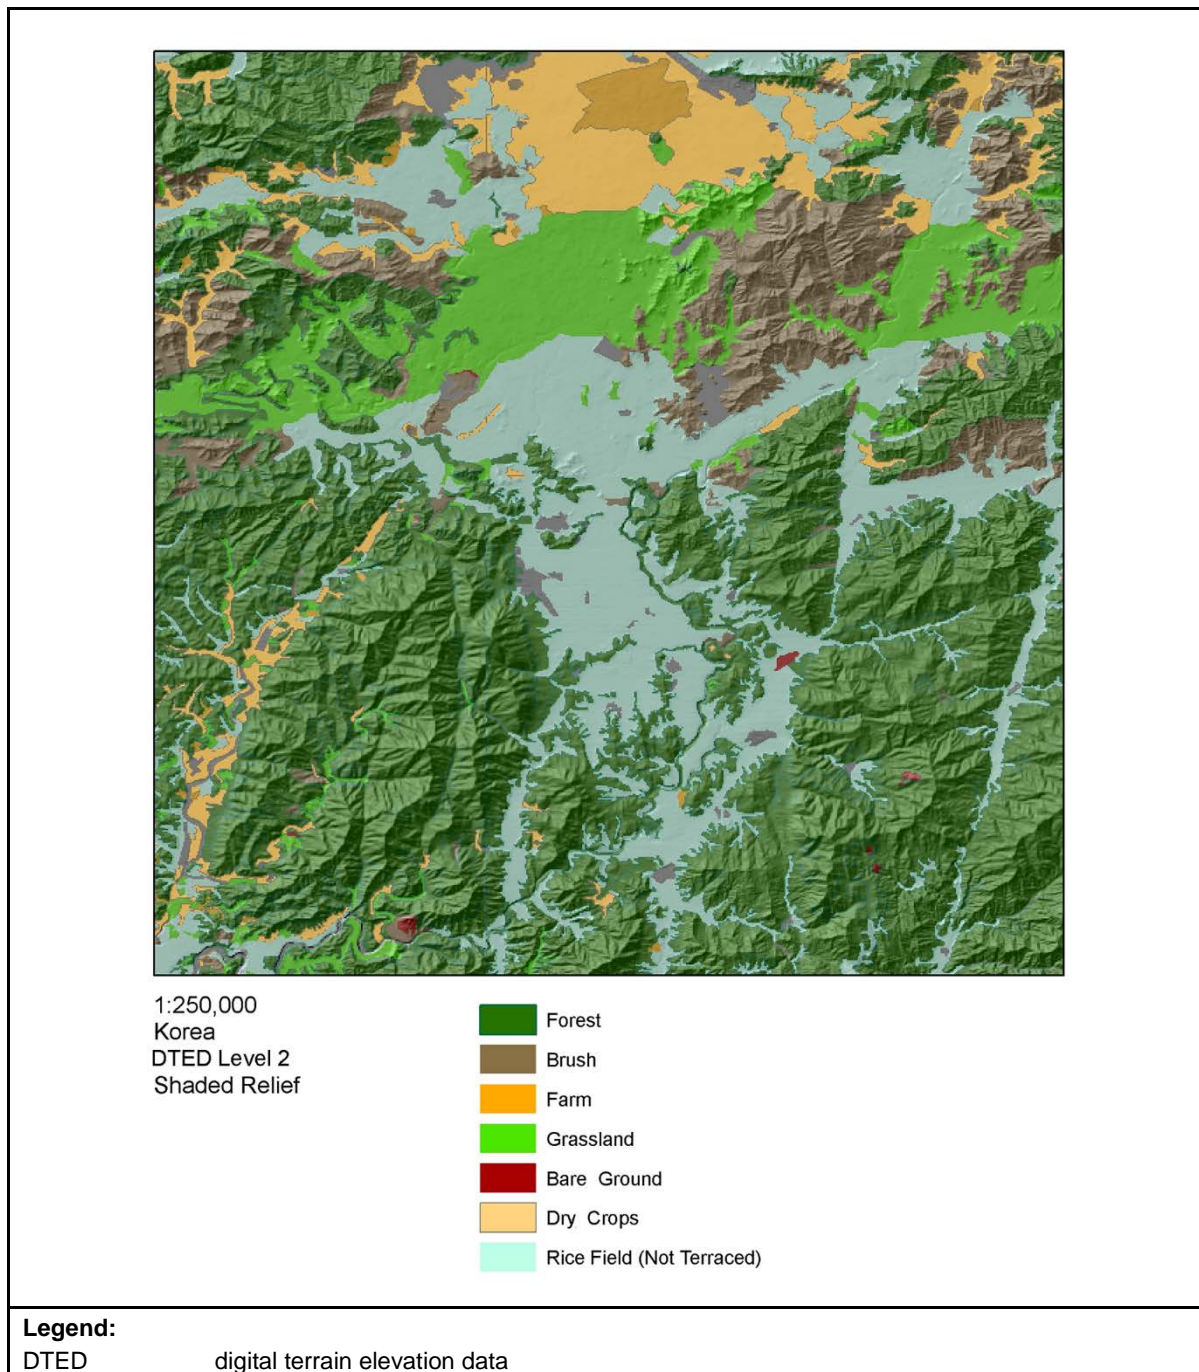 1:250,000
Korea
DTED Level 2
Shaded Relief
Forest
Brush
Farm
Grassland
Bare Ground
Dry Crops
Rice Field (Not Terraced)
Legend:
DTED digital terrain elevation data